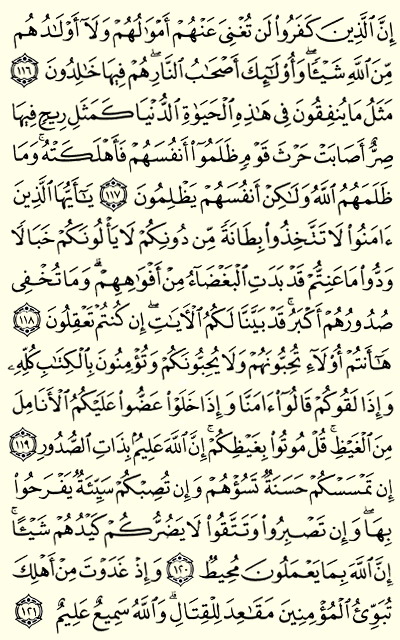 إِنَّ ٱلَّذِينَ كَفَرُوا۟ لَن تُغْنِىَ عَنْهُمْ أَمْوَٰلُهُمْ وَلَآ أَوْلَٰدُهُم
مِّنَ ٱللَّهِ شَيْـًٔا ۖ وَأُو۟لَٰٓئِكَ أَصْحَٰبُ ٱلنَّارِ ۚ هُمْ فِيهَا خَٰلِدُونَ ١١٦
مَثَلُ مَا يُنفِقُونَ فِى هَٰذِهِ ٱلْحَيَوٰةِ ٱلدُّنْيَا كَمَثَلِ رِيحٍ فِيهَا
صِرٌّ أَصَابَتْ حَرْثَ قَوْمٍ ظَلَمُوٓا۟ أَنفُسَهُمْ فَأَهْلَكَتْهُ ۚ وَمَا
ظَلَمَهُمُ ٱللَّهُ وَلَٰكِنْ أَنفُسَهُمْ يَظْلِمُونَ ١١٧ يَٰٓأَيُّهَا ٱلَّذِينَ
ءَامَنُوا۟ لَا تَتَّخِذُوا۟ بِطَانَةً مِّن دُونِكُمْ لَا يَأْلُونَكُمْ خَبَالًا
وَدُّوا۟ مَا عَنِتُّمْ قَدْ بَدَتِ ٱلْبَغْضَآءُ مِنْ أَفْوَٰهِهِمْ وَمَا تُخْفِى
صُدُورُهُمْ أَكْبَرُ ۚ قَدْ بَيَّنَّا لَكُمُ ٱلْءَايَٰتِ ۖ إِن كُنتُمْ تَعْقِلُونَ ١١٨
هَٰٓأَنتُمْ أُو۟لَآءِ تُحِبُّونَهُمْ وَلَا يُحِبُّونَكُمْ وَتُؤْمِنُونَ بِٱلْكِتَٰبِ كُلِّهِۦ
وَإِذَا لَقُوكُمْ قَالُوٓا۟ ءَامَنَّا وَإِذَا خَلَوْا۟ عَضُّوا۟ عَلَيْكُمُ ٱلْأَنَامِلَ
مِنَ ٱلْغَيْظِ ۚ قُلْ مُوتُوا۟ بِغَيْظِكُمْ ۗ إِنَّ ٱللَّهَ عَلِيمٌۢ بِذَاتِ ٱلصُّدُورِ ١١٩
إِن تَمْسَسْكُمْ حَسَنَةٌ تَسُؤْهُمْ وَإِن تُصِبْكُمْ سَيِّئَةٌ يَفْرَحُوا۟
بِهَا ۖ وَإِن تَصْبِرُوا۟ وَتَتَّقُوا۟ لَا يَضُرُّكُمْ كَيْدُهُمْ شَيْـًٔا ۗ
إِنَّ ٱللَّهَ بِمَا يَعْمَلُونَ مُحِيطٌ ١٢٠ وَإِذْ غَدَوْتَ مِنْ أَهْلِكَ
تُبَوِّئُ ٱلْمُؤْمِنِينَ مَقَٰعِدَ لِلْقِتَالِ ۗ وَٱللَّهُ سَمِيعٌ عَلِيمٌ ١٢١